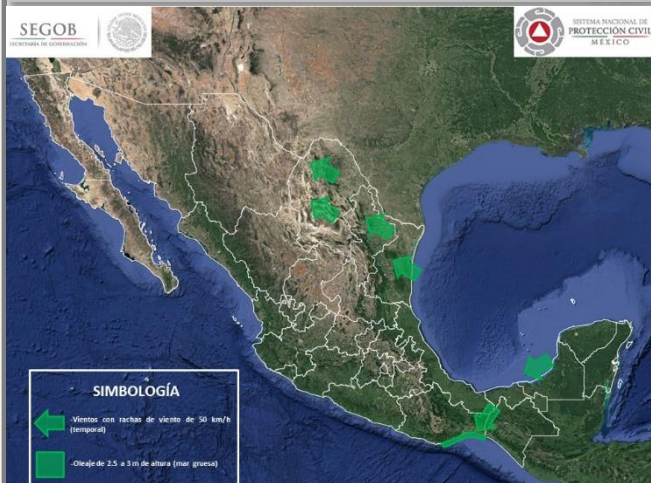 SEGOB
SECRETARÍA DE GOBERNACIÓN
SISTEMA NACIONAL DE
PROTECCIÓN CIVIL
MÉXICO
SIMBOLOGÍA
-Vientos con rachas de viento de 50 km/h
(temporal)
-Oleaje de 2.5 a 3 m de altura (mar gruesa)